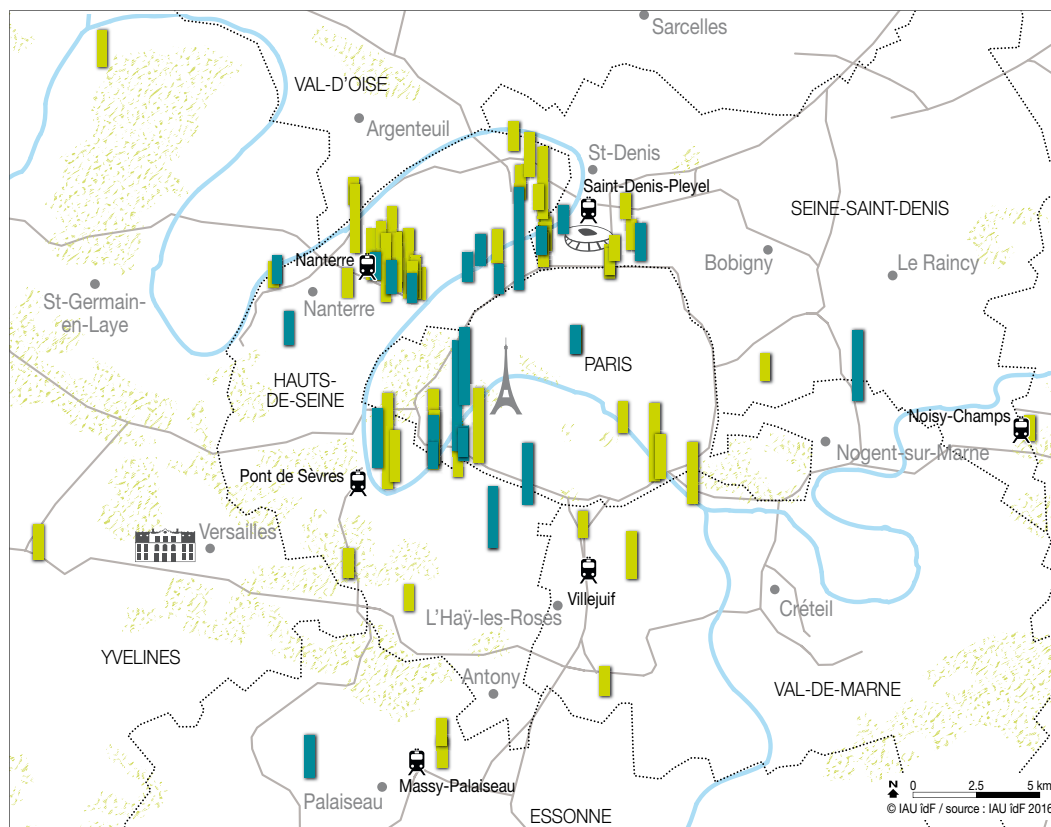 Sarcelles
VAL-D'OISE
Argenteuil
St-Denis
Saint-Denis-Pleyel
SEINE-SAINT-DENIS
Bobigny
Le Raincy
Nanterre
St-Germain-
en-Laye
Nanterre
PARIS
HAUTS-
DE-SEINE
Noisy-Champs
Nogent-sur-Marne
Pont de Sèvres
Versailles
Villejuif
L'Haÿ-les-Roses
Créteil
YVELINES
Antony
VAL-DE-MARNE
Massy-Palaiseau
Palaiseau
ESSONNE
N
0 2.5 5 km
© IAU îdF / source : IAU îdF 2016